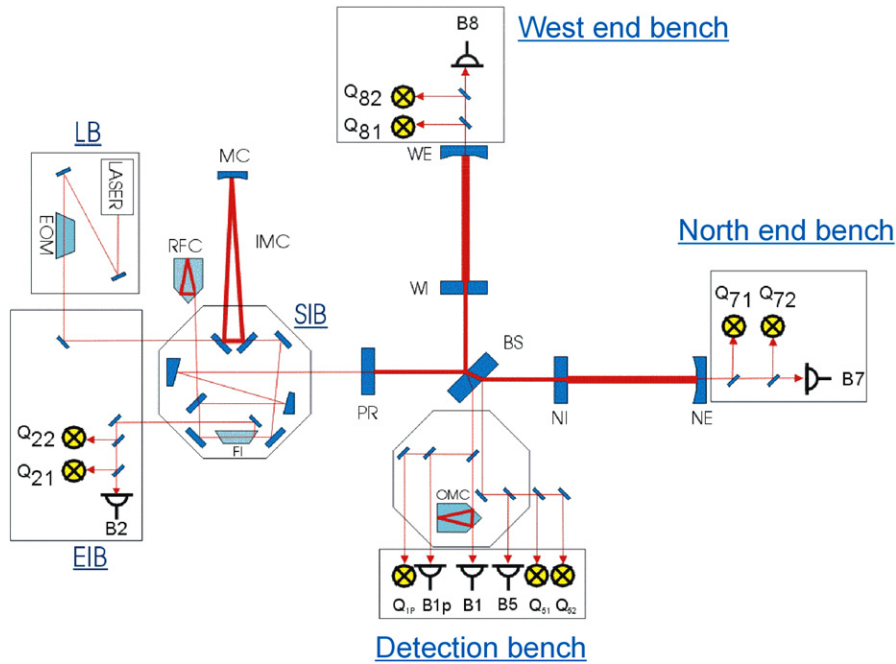 B8
West end bench
Q82
Q81
LB
WE
MC
LASER
EOM
RFC
IMC
North end bench
Q71
Q72
WI
SIB
BS
B7
PR
NI
NE
Q22
FI
Q21
OMC
B2
EIB
Q1P
B1p
B1
B5
Q51
Q52
Detection bench